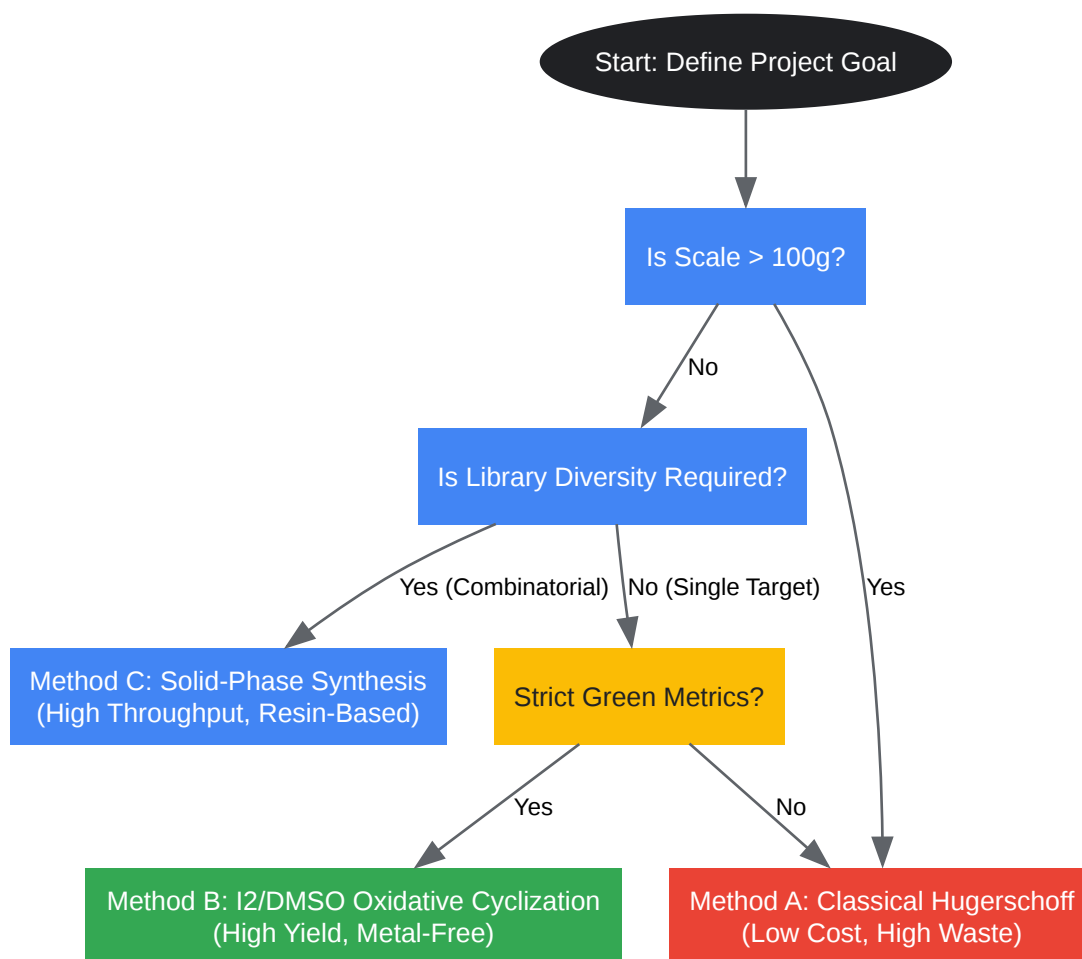 Start: Define Project Goal
Is Scale > 100g?
No
Is Library Diversity Required?
Yes (Combinatorial)
No (Single Target)
Yes
Method C: Solid-Phase Synthesis
(High Throughput, Resin-Based)
Strict Green Metrics?
Yes
No
Method B: I2/DMSO Oxidative Cyclization
(High Yield, Metal-Free)
Method A: Classical Hugerschoff
(Low Cost, High Waste)